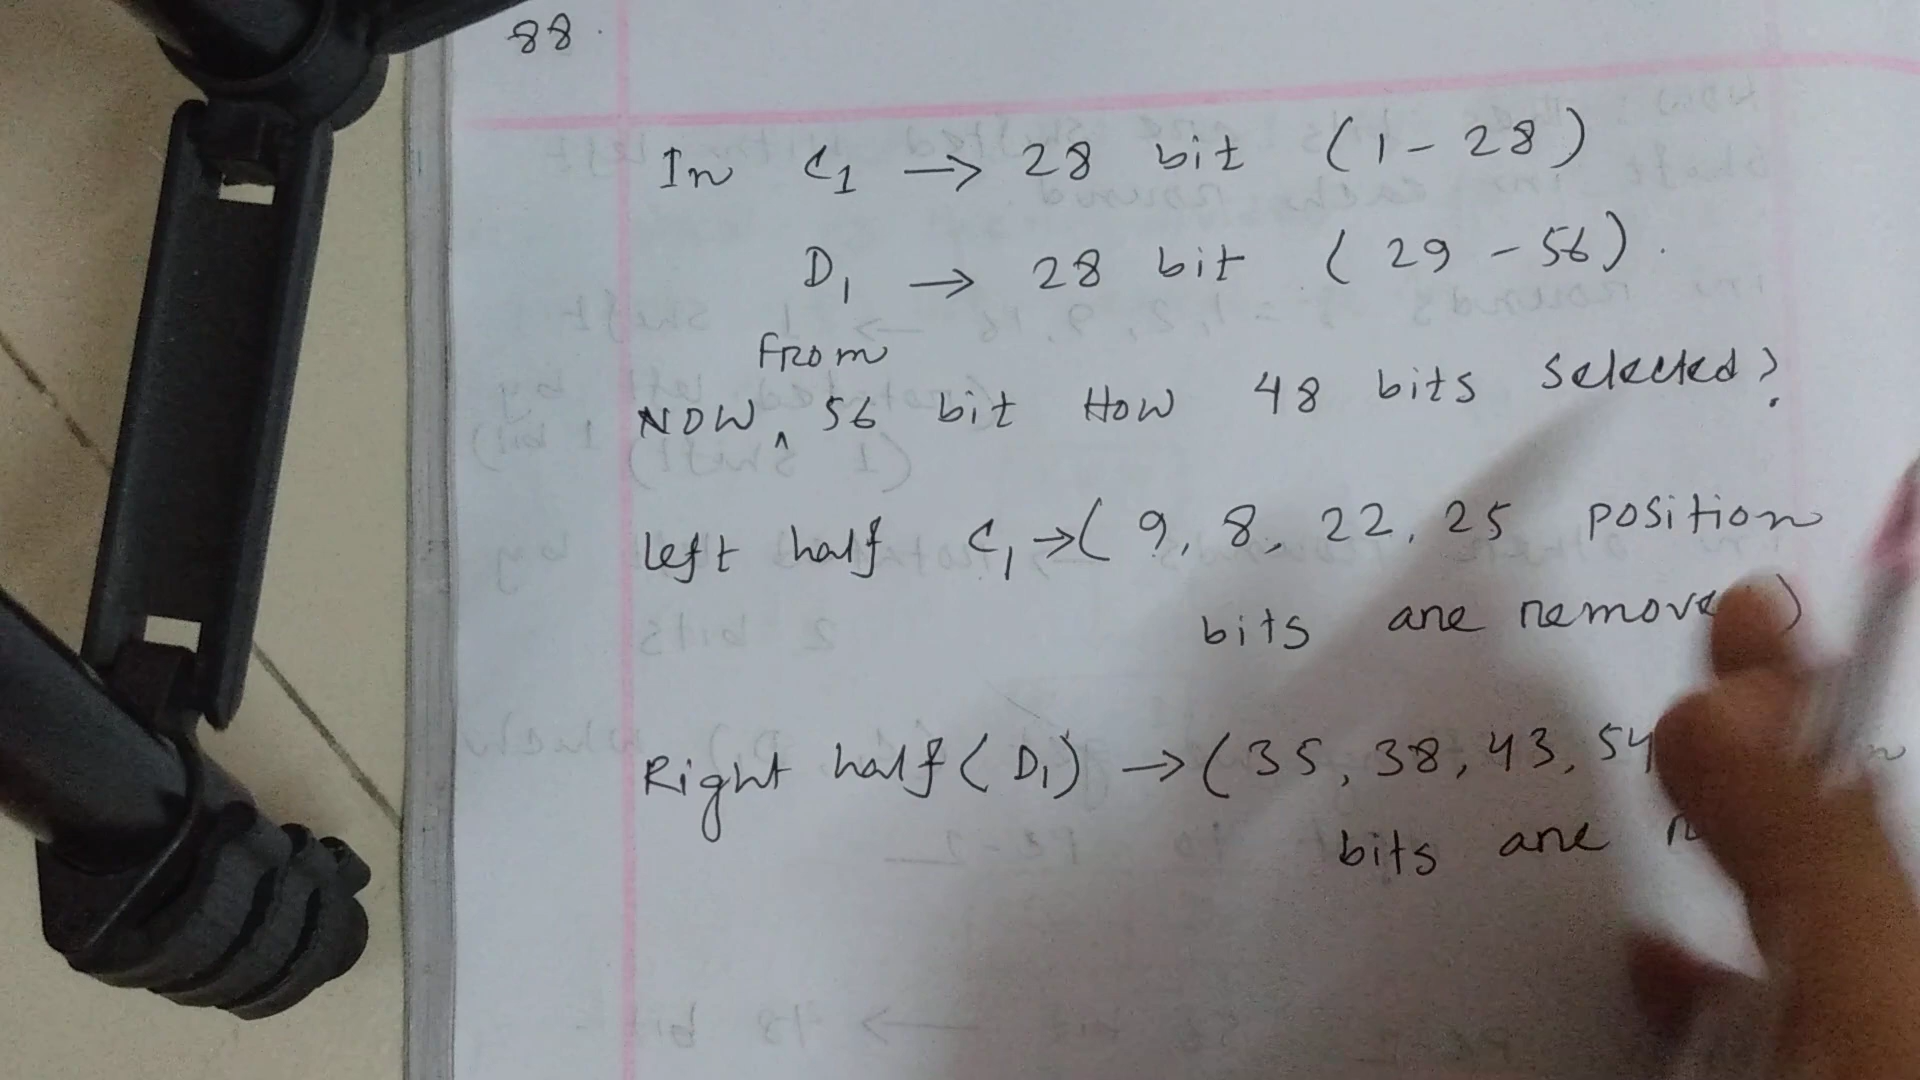 88.
In C1 → 28 bit (1-28)
D1 → 28 bit (29-56).
From
NOW ^ 56 bit HOW 48 bits selected?
left half C1 → (9, 8, 22, 25 position
bits are remove)
Right half (D1) → (35, 38, 43, 54
bits are